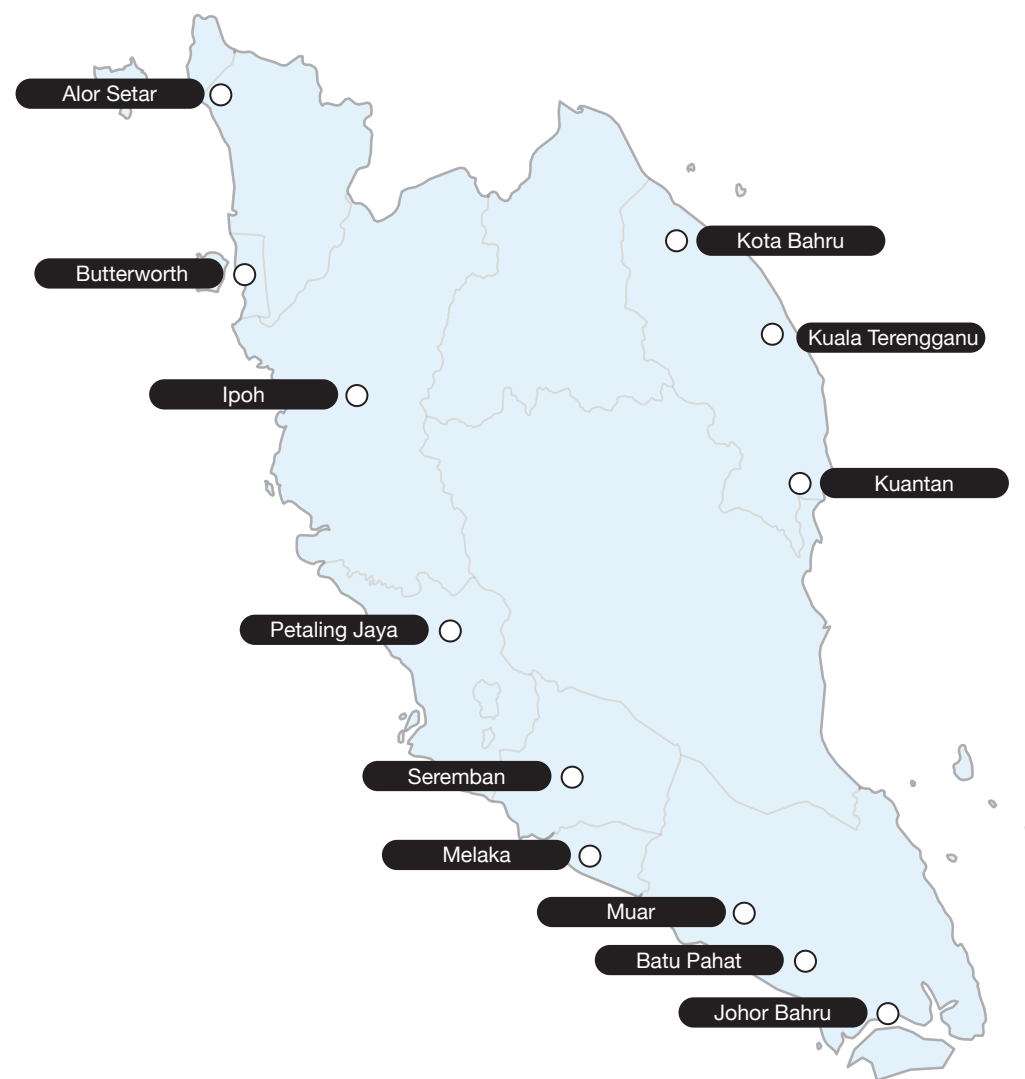 Alor Setar
Kota Bahru
Butterworth
Kuala Terengganu
Ipoh
Kuantan
Petaling Jaya
Seremban
Melaka
Muar
Batu Pahat
Johor Bahru